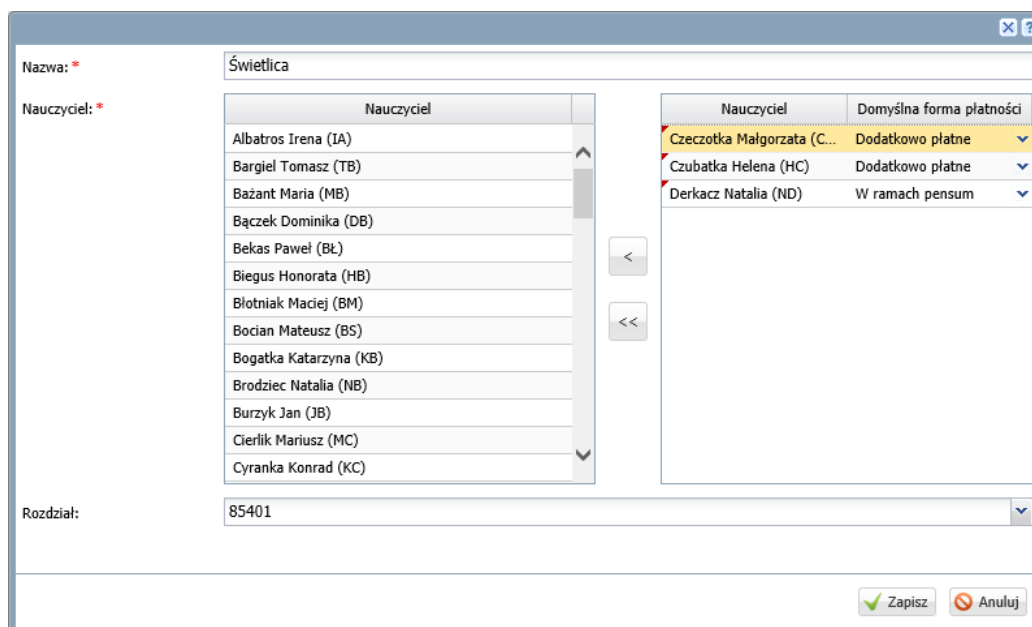 Nazwa: *
Świetlica
Nauczyciel: *
Nauczyciel
Albatros Irena (IA)
Bargiel Tomasz (TB)
Bażant Maria (MB)
Bączek Dominika (DB)
Bekas Paweł (BŁ)
Biegus Honorata (HB)
Błotniak Maciej (BM)
Bocian Mateusz (BS)
Bogatka Katarzyna (KB)
Brodziec Natalia (NB)
Burzyk Jan (JB)
Cierlik Mariusz (MC)
Cyranka Konrad (KC)
<
<<
Nauczyciel Domyślna forma płatności
Czeczotka Małgorzata (C... Dodatkowo płatne
Czubatka Helena (HC) Dodatkowo płatne
Derkacz Natalia (ND) W ramach pensum
Rozdział:
85401
Zapisz Anuluj